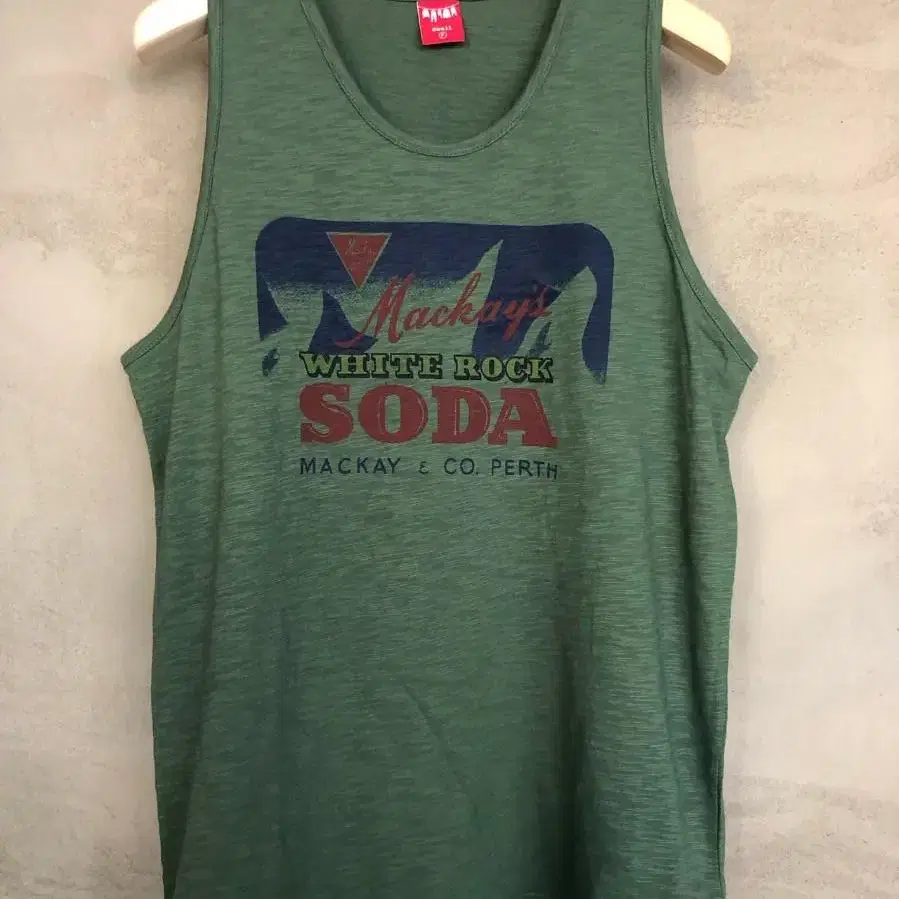 Mackay's
WHITE ROCK
SODA
MACKAY & CO. PERTH